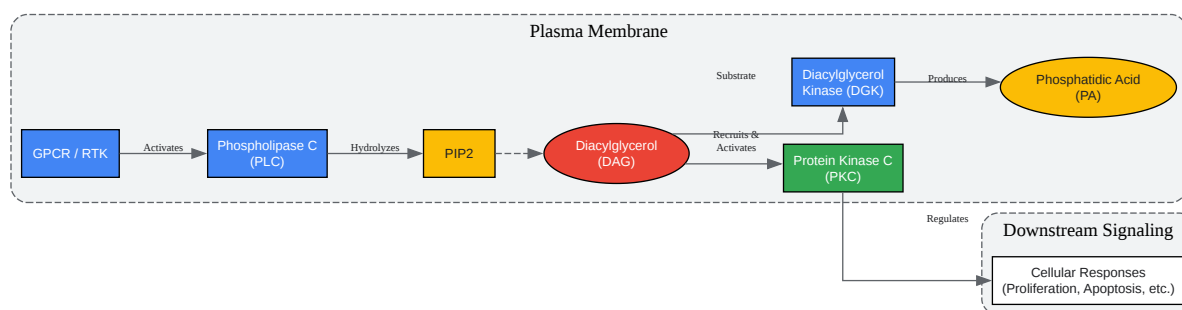 Plasma Membrane
Substrate
Diacylglycerol
Kinase (DGK)
Produces
Phosphatidic Acid
(PA)
GPCR / RTK
Activates
Phospholipase C
(PLC)
Hydrolyzes
PIP2
Diacylglycerol
(DAG)
Recruits &
Activates
Protein Kinase C
(PKC)
Regulates
Downstream Signaling
Cellular Responses
(Proliferation, Apoptosis, etc.)